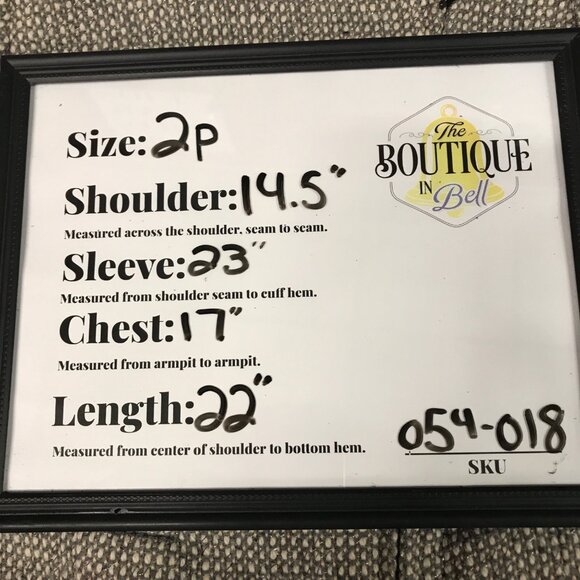 Size: 2P
The
BOUTIQUE
IN
Bell
Shoulder: 14.5"
Measured across the shoulder, seam to seam.
Sleeve: 23"
Measured from shoulder seam to cuff hem.
Chest: 17"
Measured from armpit to armpit.
Length: 22"
Measured from center of shoulder to bottom hem.
054-018
SKU